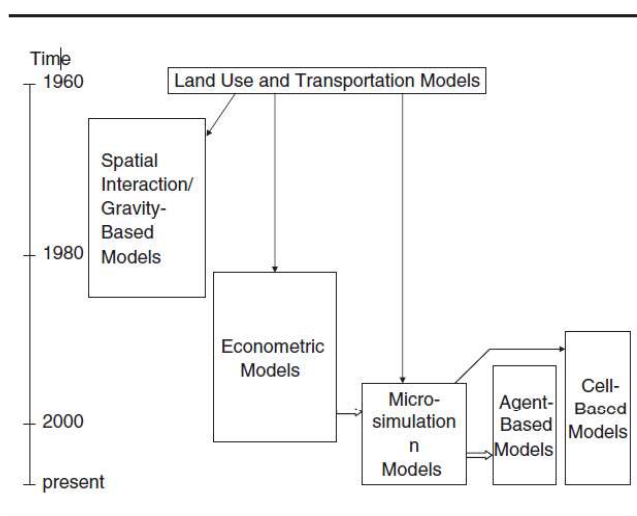 Time
1960
Land Use and Transportation Models
Spatial
Interaction/
Gravity-
Based
Models
1980
Econometric
Models
Micro-
simulation
n
Models
Agent-
Based
Models
Cell-
Based
Models
2000
present